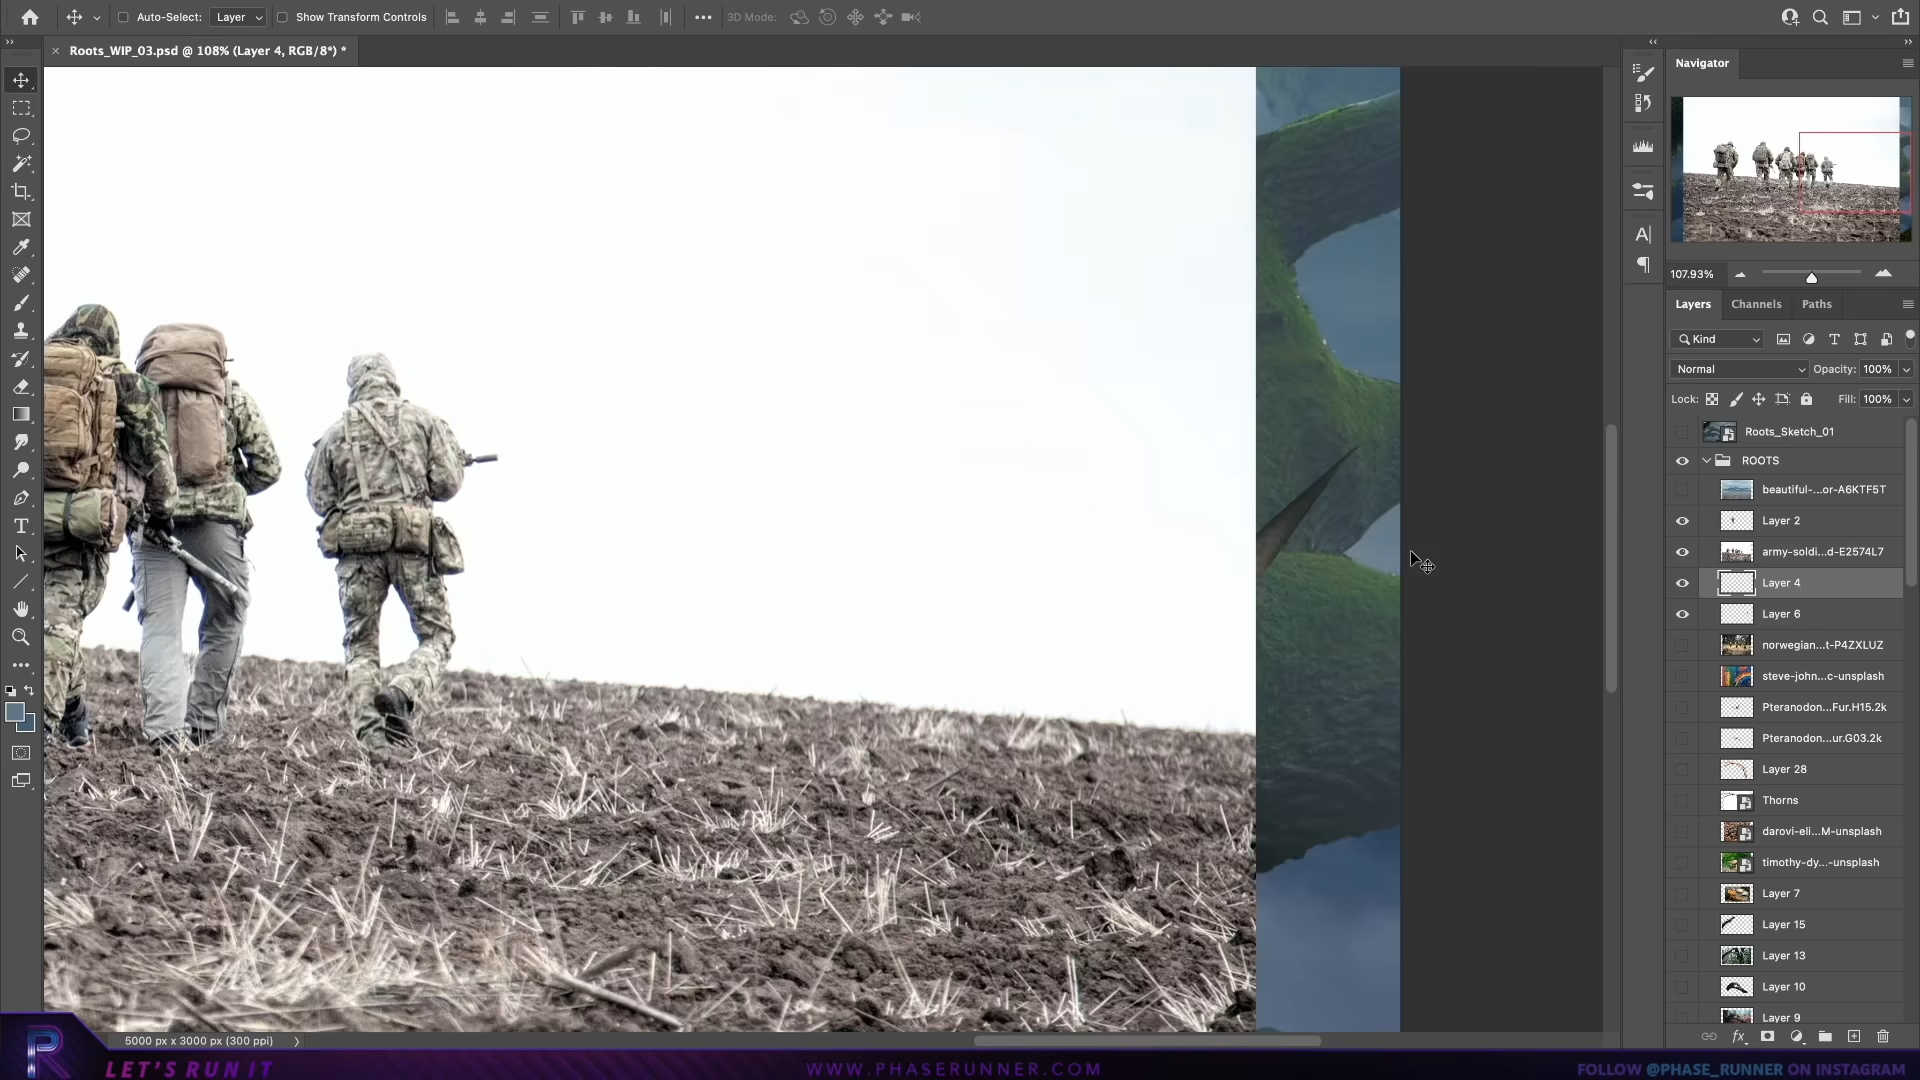 Auto-Select: Layer Show Transform Controls 3D Mode:
Roots_WIP_03.psd @ 108% (Layer 4, RGB/8*) *
Navigator
107.93%
Layers Channels Paths
Kind
Normal Opacity: 100%
Lock: Fill: 100%
Roots_Sketch_01
ROOTS
beautiful-...or-A6KTF5T
Layer 2
army-soldi...d-E2574L7
Layer 4
Layer 6
norwegian...t-P4ZXLUZ
steve-john...c-unsplash
Pteranodon...Fur.H15.2k
Pteranodon...ur.G03.2k
Layer 28
Thorns
darovi-eli...M-unsplash
timothy-dy...-unsplash
Layer 7
Layer 15
Layer 13
Layer 10
Layer 9
5000 px x 3000 px (300 ppi)
LET'S RUN IT
WWW.PHASERUNNER.COM
FOLLOW @PHASE_RUNNER ON INSTAGRAM